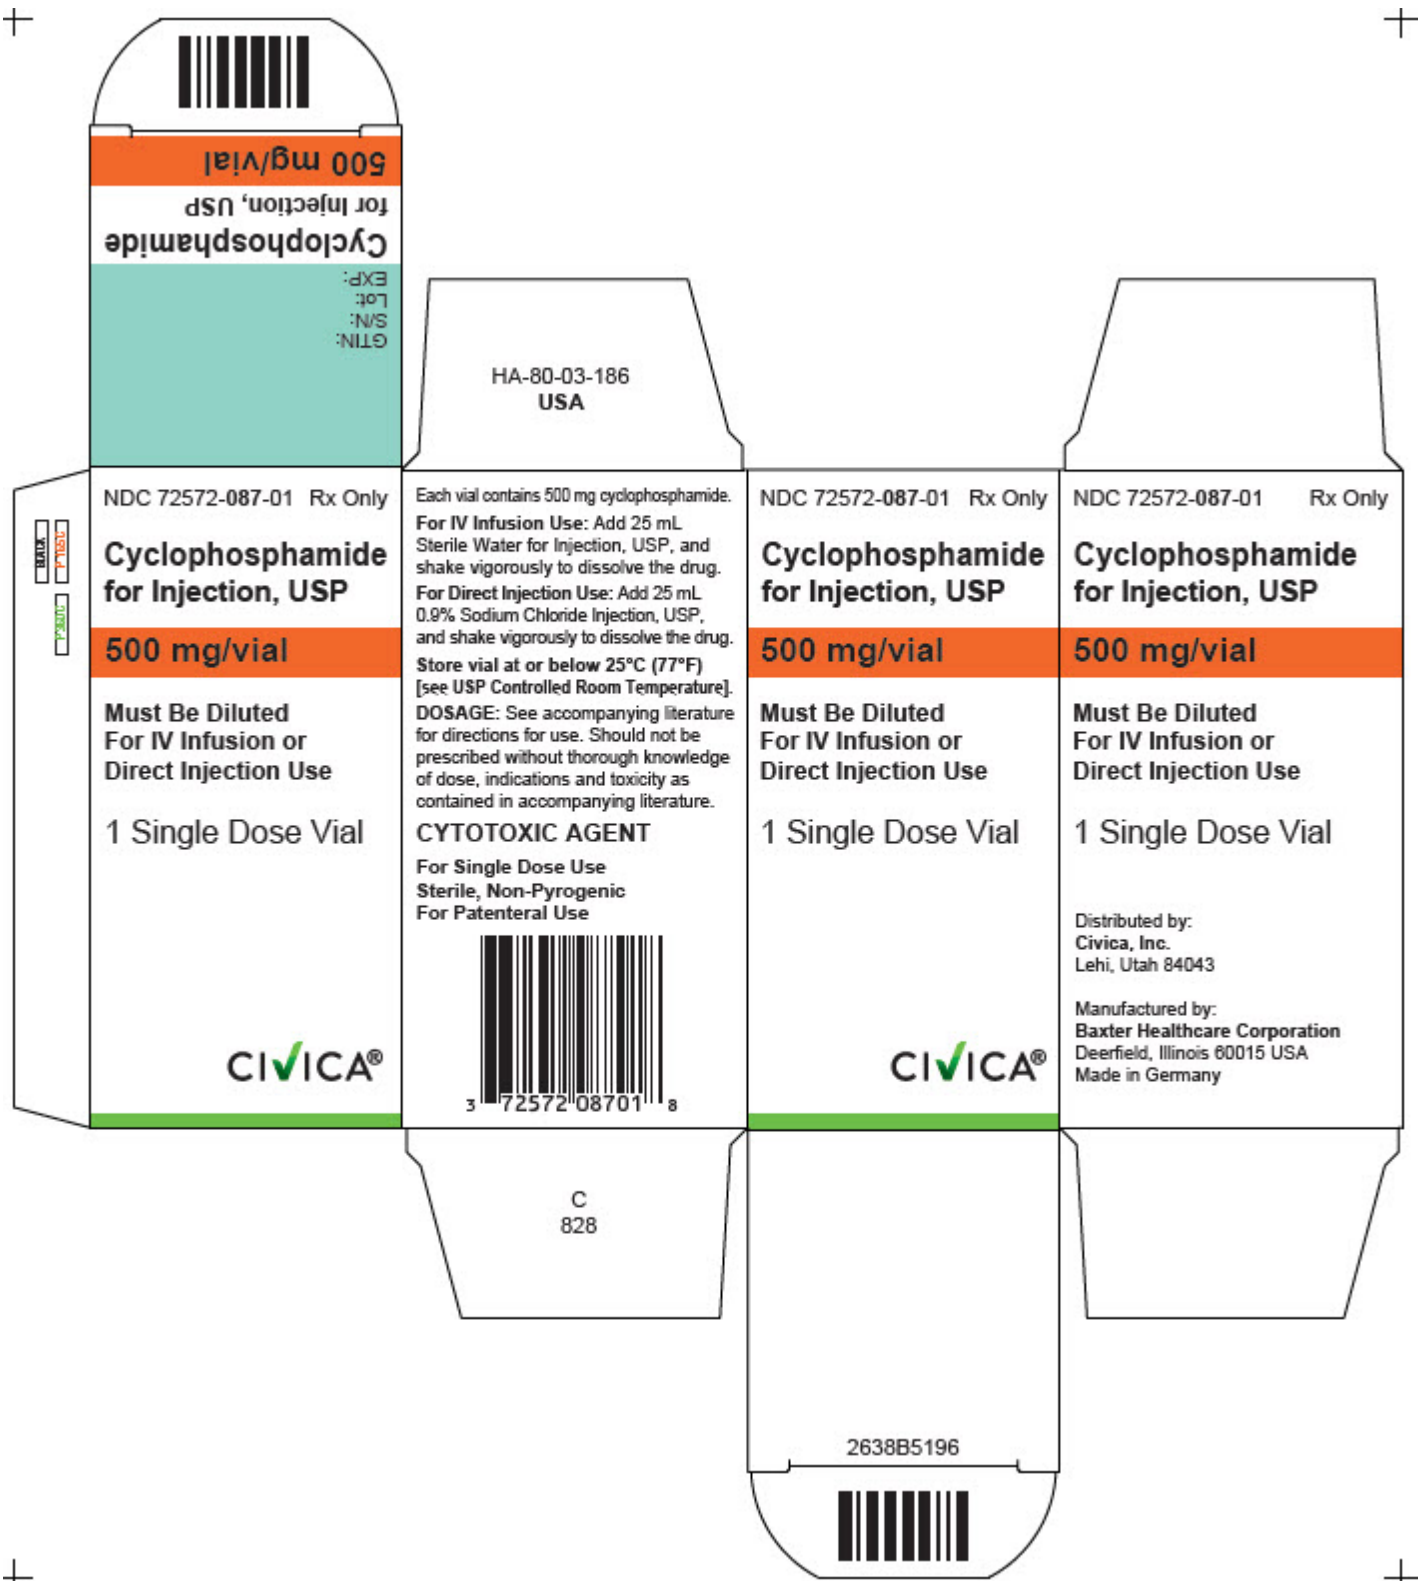 500 mg/vial
for Injection, USP
Cyclophosphamide
EXP:
Lot:
S/N:
GTIN:
HA-80-03-186
USA
BLACK
NDC 72572-087-01 Rx Only
Cyclophosphamide
for Injection, USP
500 mg/vial
Must Be Diluted
For IV Infusion or
Direct Injection Use
1 Single Dose Vial
CIVICA®
Each vial contains 500 mg cyclophosphamide.
For IV Infusion Use: Add 25 mL
Sterile Water for Injection, USP, and
shake vigorously to dissolve the drug.
For Direct Injection Use: Add 25 mL
0.9% Sodium Chloride Injection, USP,
and shake vigorously to dissolve the drug.
Store vial at or below 25°C (77°F)
[see USP Controlled Room Temperature].
DOSAGE: See accompanying literature
for directions for use. Should not be
prescribed without thorough knowledge
of dose, indications and toxicity as
contained in accompanying literature.
CYTOTOXIC AGENT
For Single Dose Use
Sterile, Non-Pyrogenic
For Patenteral Use
3 72572 08701 8
C
828
NDC 72572-087-01 Rx Only
Cyclophosphamide
for Injection, USP
500 mg/vial
Must Be Diluted
For IV Infusion or
Direct Injection Use
1 Single Dose Vial
CIVICA®
2638B5196
NDC 72572-087-01 Rx Only
Cyclophosphamide
for Injection, USP
500 mg/vial
Must Be Diluted
For IV Infusion or
Direct Injection Use
1 Single Dose Vial
Distributed by:
Civica, Inc.
Lehi, Utah 84043
Manufactured by:
Baxter Healthcare Corporation
Deerfield, Illinois 60015 USA
Made in Germany